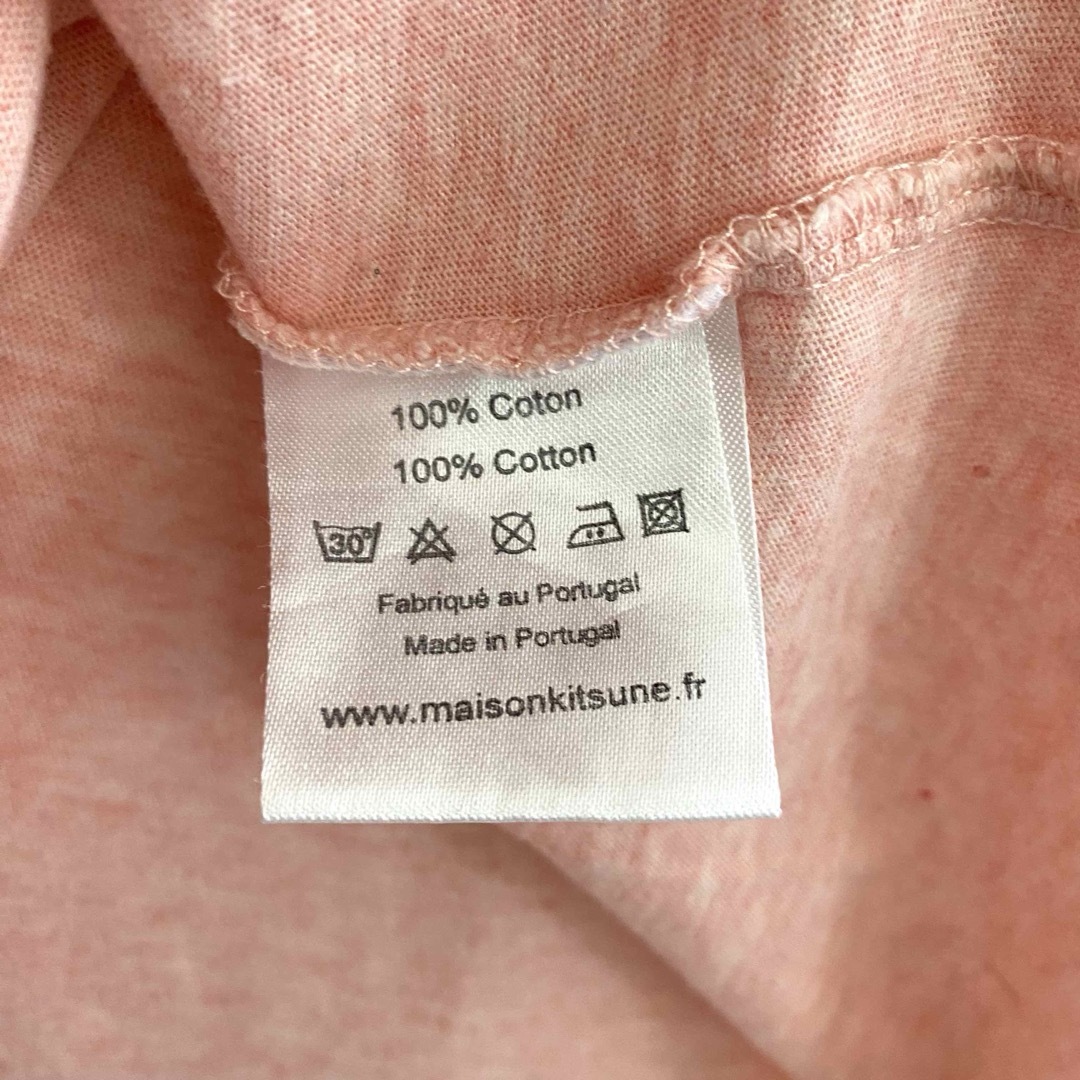 100% Coton
100% Cotton
30°
Fabriqué au Portugal
Made in Portugal
www.maisonkitsune.fr